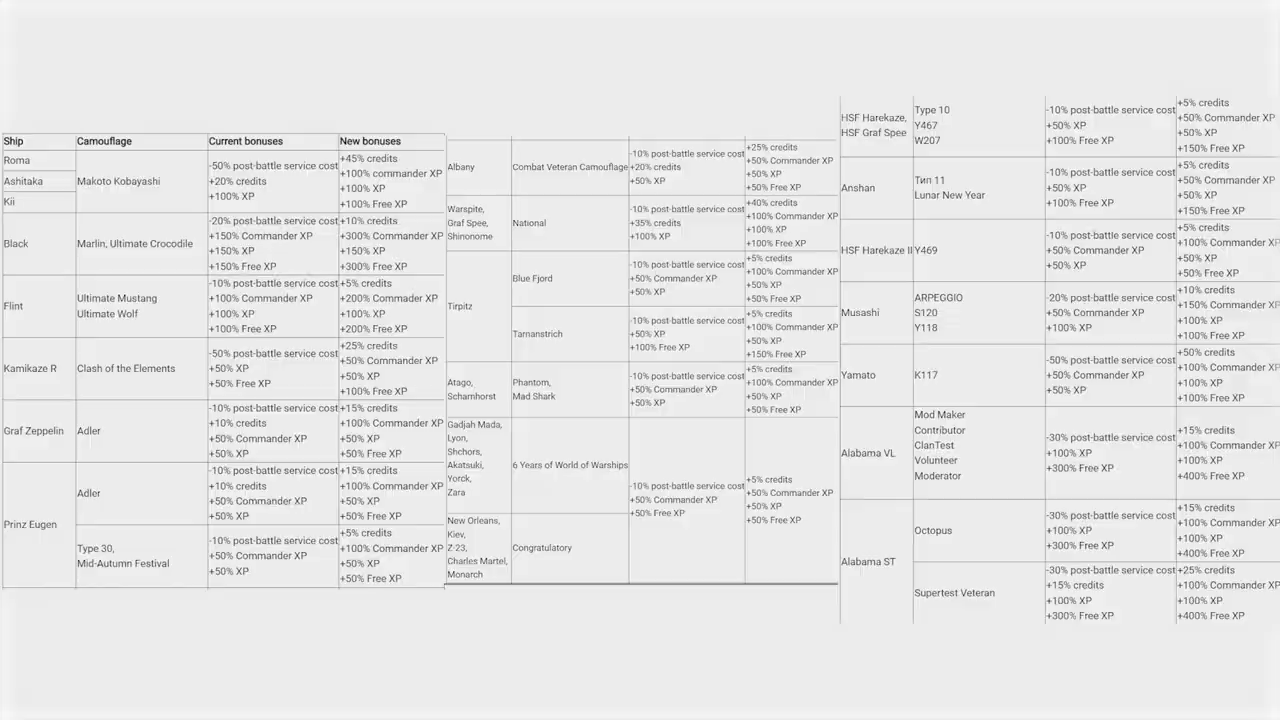 Ship Camouflage Current bonuses New bonuses
Roma
Ashitaka
Kii
Makoto Kobayashi
-50% post-battle service cost
+20% credits
+100% XP
+45% credits
+100% commander XP
+100% XP
+100% Free XP
Black
Marlin, Ultimate Crocodile
-20% post-battle service cost
+150% Commander XP
+150% XP
+150% Free XP
+10% credits
+300% Commander XP
+150% XP
+300% Free XP
Flint
Ultimate Mustang
Ultimate Wolf
-10% post-battle service cost
+100% Commander XP
+100% XP
+100% Free XP
+5% credits
+200% Commader XP
+100% XP
+200% Free XP
Kamikaze R
Clash of the Elements
-50% post-battle service cost
+50% XP
+50% Free XP
+25% credits
+50% Commander XP
+50% XP
+100% Free XP
Graf Zeppelin
Adler
-10% post-battle service cost
+10% credits
+50% Commander XP
+50% XP
+15% credits
+100% Commander XP
+50% XP
+50% Free XP
Prinz Eugen
Adler
-10% post-battle service cost
+10% credits
+50% Commander XP
+50% XP
+15% credits
+100% Commander XP
+50% XP
+50% Free XP
Type 30,
Mid-Autumn Festival
-10% post-battle service cost
+50% Commander XP
+50% XP
+5% credits
+100% Commander XP
+50% XP
+50% Free XP
Albany
Combat Veteran Camouflage
-10% post-battle service cost
+20% credits
+50% XP
+25% credits
+50% Commander XP
+50% XP
+50% Free XP
Warspite,
Graf Spee,
Shinonome
National
-10% post-battle service cost
+35% credits
+100% XP
+40% credits
+100% Commander XP
+100% XP
+100% Free XP
Tirpitz
Blue Fjord
-10% post-battle service cost
+50% Commander XP
+50% XP
+5% credits
+100% Commander XP
+50% XP
+50% Free XP
Tarnanstrich
-10% post-battle service cost
+50% XP
+100% Free XP
+5% credits
+100% Commander XP
+50% XP
+150% Free XP
Atago,
Scharnhorst
Phantom,
Mad Shark
-10% post-battle service cost
+50% Commander XP
+50% XP
+5% credits
+100% Commander XP
+50% XP
+50% Free XP
Gadjah Mada,
Lyon,
Shchors,
Akatsuki,
Yorck,
Zara
6 Years of World of Warships
-10% post-battle service cost
+50% Commander XP
+50% Free XP
+5% credits
+50% Commander XP
+50% XP
+50% Free XP
New Orleans,
Kiev,
Z-23,
Charles Martel,
Monarch
Congratulatory
HSF Harekaze,
HSF Graf Spee
Type 10
Y467
W207
-10% post-battle service cost
+50% XP
+100% Free XP
+5% credits
+50% Commander XP
+50% XP
+150% Free XP
Anshan
Тип 11
Lunar New Year
-10% post-battle service cost
+50% XP
+100% Free XP
+5% credits
+50% Commander XP
+50% XP
+150% Free XP
HSF Harekaze II
Y469
-10% post-battle service cost
+50% Commander XP
+50% XP
+5% credits
+100% Commander XP
+50% XP
+50% Free XP
Musashi
ARPEGGIO
S120
Y118
-20% post-battle service cost
+50% Commander XP
+100% XP
+10% credits
+150% Commander XP
+100% XP
+100% Free XP
Yamato
K117
-50% post-battle service cost
+50% Commander XP
+50% XP
+50% credits
+100% Commander XP
+100% XP
+100% Free XP
Alabama VL
Mod Maker
Contributor
ClanTest
Volunteer
Moderator
-30% post-battle service cost
+100% XP
+300% Free XP
+15% credits
+100% Commander XP
+100% XP
+400% Free XP
Alabama ST
Octopus
-30% post-battle service cost
+100% XP
+300% Free XP
+15% credits
+100% Commander XP
+100% XP
+400% Free XP
Supertest Veteran
-30% post-battle service cost
+15% credits
+100% XP
+300% Free XP
+25% credits
+100% Commander XP
+100% XP
+400% Free XP